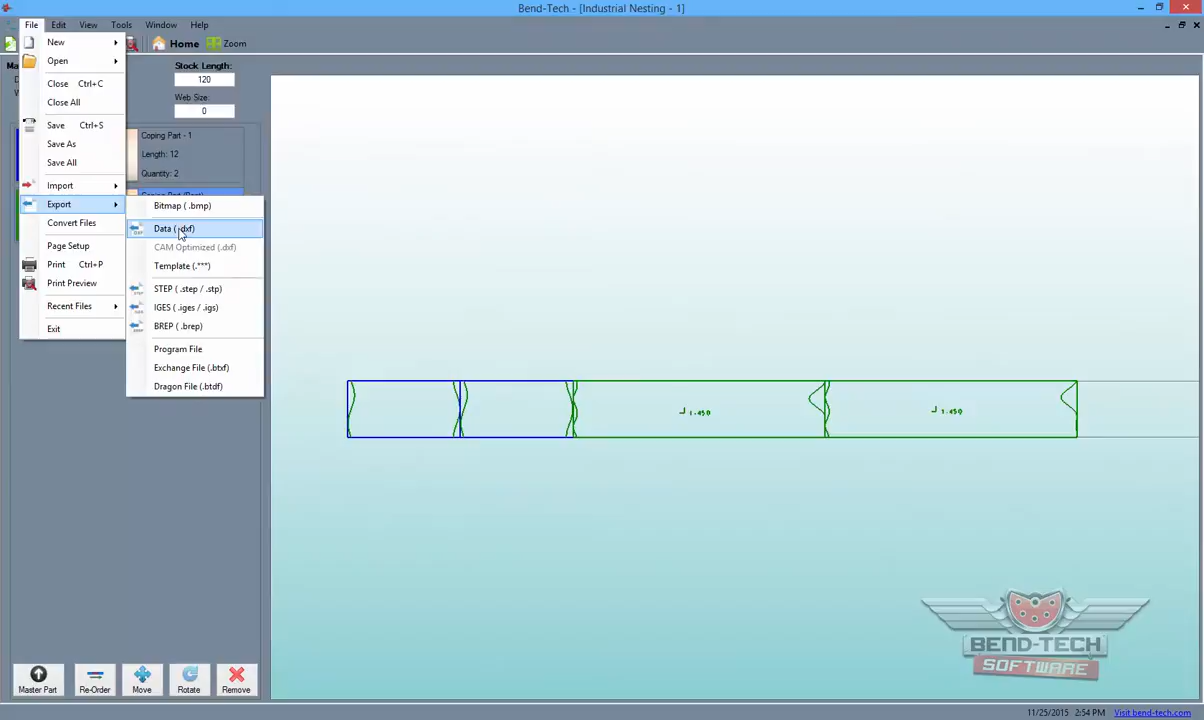 Bend-Tech - [Industrial Nesting - 1]
File Edit View Tools Window Help
Home Zoom
New
Open
Close Ctrl+C
Close All
Save Ctrl+S
Save As
Save All
Import
Export
Convert Files
Page Setup
Print Ctrl+P
Print Preview
Recent Files
Exit
Bitmap ( .bmp)
Data ( .dxf)
CAM Optimized (.dxf)
Template (.***)
STEP ( .step / .stp)
IGES ( .iges / .igs)
BREP ( .brep)
Program File
Exchange File (.btxf)
Dragon File (.btdf)
Stock Length:
120
Web Size:
0
Coping Part - 1
Length: 12
Quantity: 2
1.450
1.450
Master Part
Re-Order
Move
Rotate
Remove
BEND-TECH
SOFTWARE
11/25/2015 2:54 PM Visit bend-tech.com